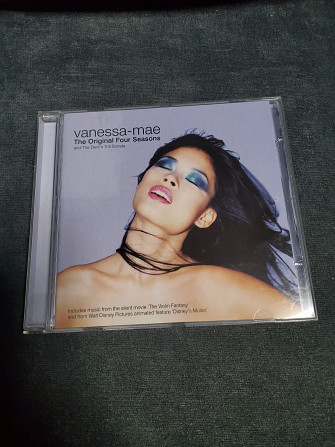 vanessa-mae
The Original Four Seasons
and The Devil's Trill Sonata
Includes music from the silent movie 'The Violin Fantasy'
and from Walt Disney Pictures animated feature 'Disney's Mulan'